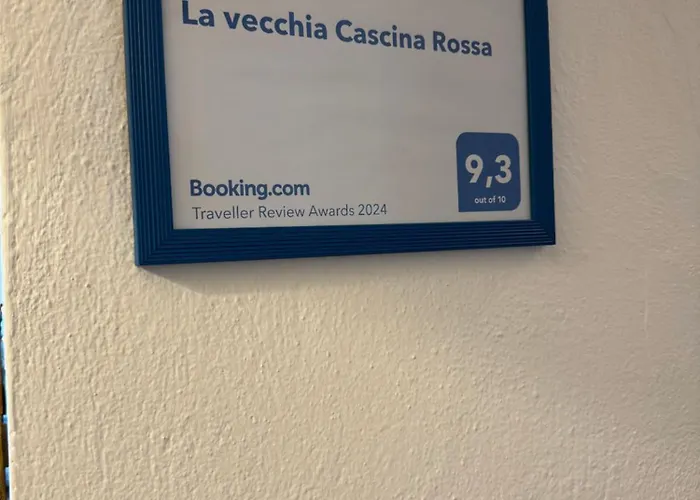 La vecchia Cascina Rossa
9,3
out of 10
Booking.com
Traveller Review Awards 2024